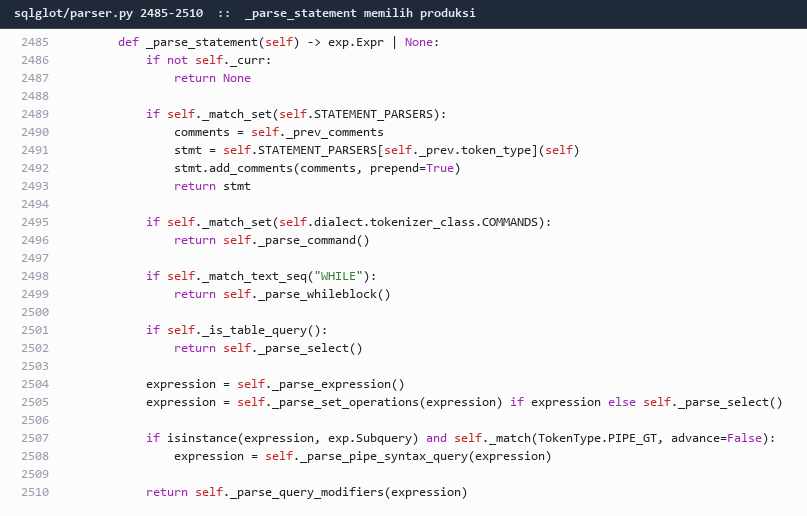 sqlglot/parser.py 2485-2510  ::  _parse_statement memilih produksi
2485        def _parse_statement(self) -> exp.Expr | None:
2486            if not self._curr:
2487                return None
2488
2489            if self._match_set(self.STATEMENT_PARSERS):
2490                comments = self._prev_comments
2491                stmt = self.STATEMENT_PARSERS[self._prev.token_type](self)
2492                stmt.add_comments(comments, prepend=True)
2493                return stmt
2494
2495            if self._match_set(self.dialect.tokenizer_class.COMMANDS):
2496                return self._parse_command()
2497
2498            if self._match_text_seq("WHILE"):
2499                return self._parse_whileblock()
2500
2501            if self._is_table_query():
2502                return self._parse_select()
2503
2504            expression = self._parse_expression()
2505            expression = self._parse_set_operations(expression) if expression else self._parse_select()
2506
2507            if isinstance(expression, exp.Subquery) and self._match(TokenType.PIPE_GT, advance=False):
2508                expression = self._parse_pipe_syntax_query(expression)
2509
2510            return self._parse_query_modifiers(expression)